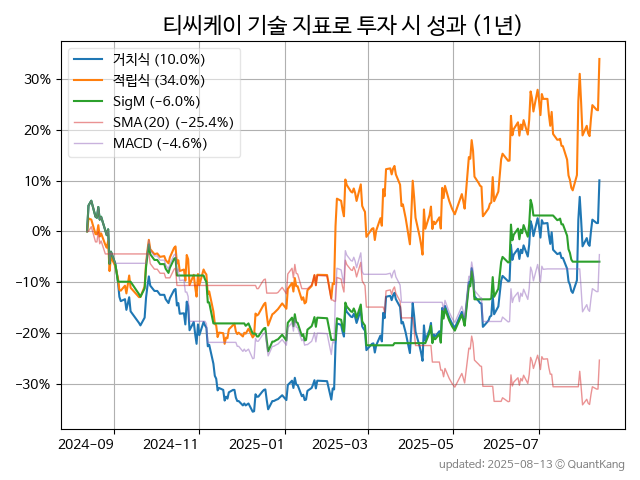 티씨케이 기술 지표로 투자 시 성과 (1년)
거치식 (10.0%)
적립식 (34.0%)
SigM (−6.0%)
SMA(20) (−25.4%)
MACD (−4.6%)
30%
20%
10%
0%
−10%
−20%
−30%
2024-09 2024-11 2025-01 2025-03 2025-05 2025-07
updated: 2025-08-13 ⓒ QuantKang